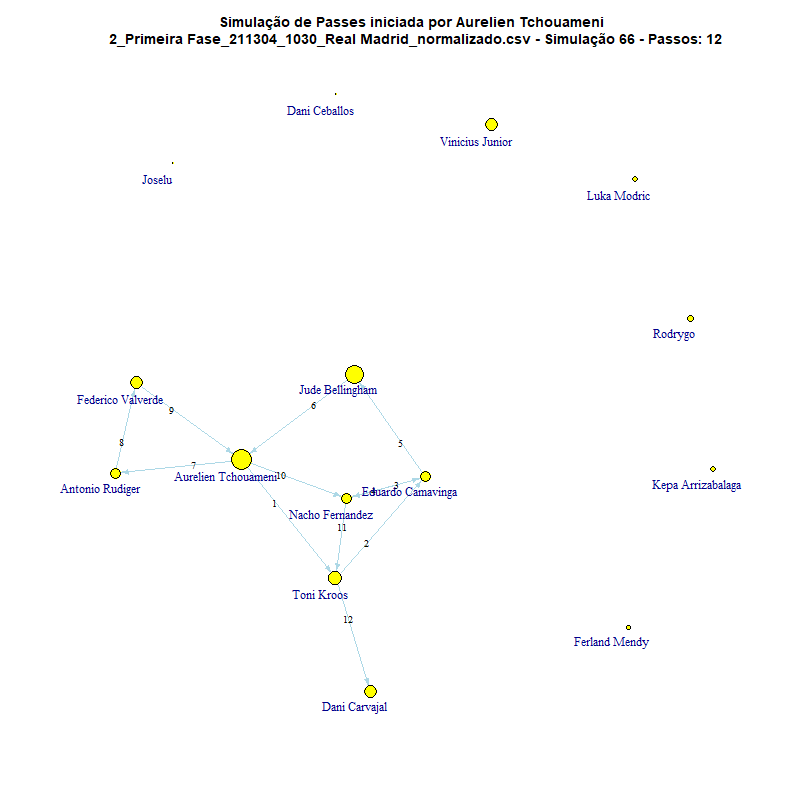 Simulação de Passes iniciada por Aurelien Tchouameni
2_Primeira Fase_211304_1030_Real Madrid_normalizado.csv - Simulação 66 - Passos: 12
Dani Ceballos
Vinicius Junior
Joselu
Luka Modric
Rodrygo
Jude Bellingham
Federico Valverde
6
9
5
8
7
Aurelien Tchouameni
10
Antonio Rudiger
3
4
Eduardo Camavinga
Kepa Arrizabalaga
1
Nacho Fernandez
11
2
Toni Kroos
12
Ferland Mendy
Dani Carvajal